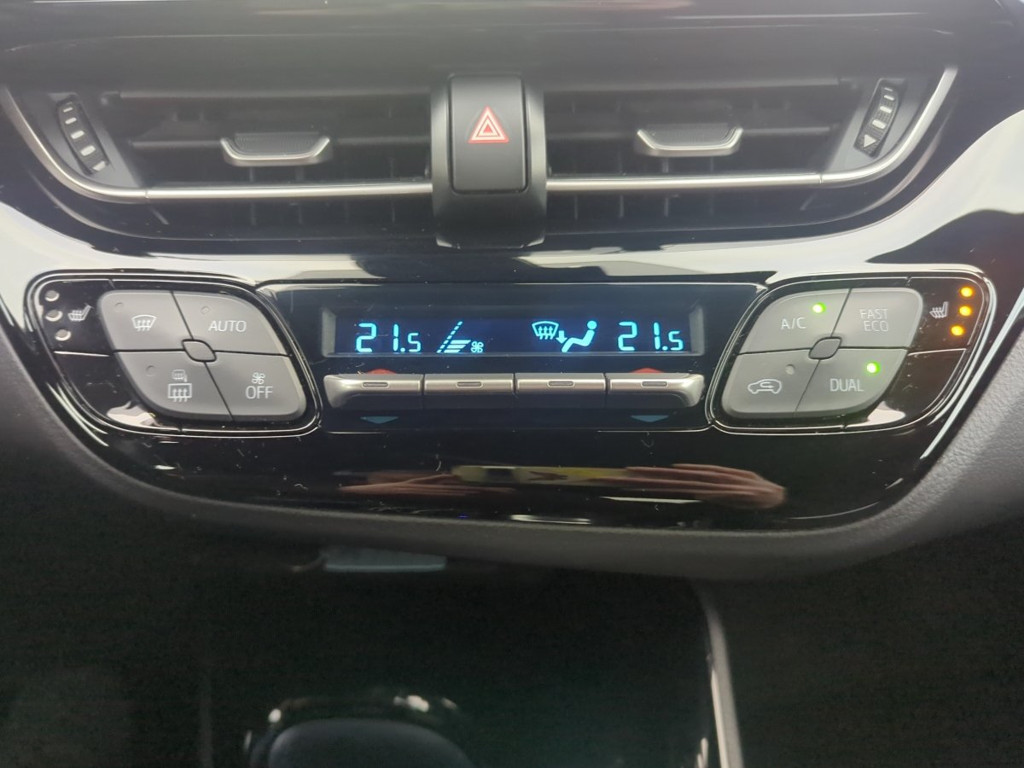 21.5 21.5
AUTO
OFF
A/C
FAST
ECO
DUAL